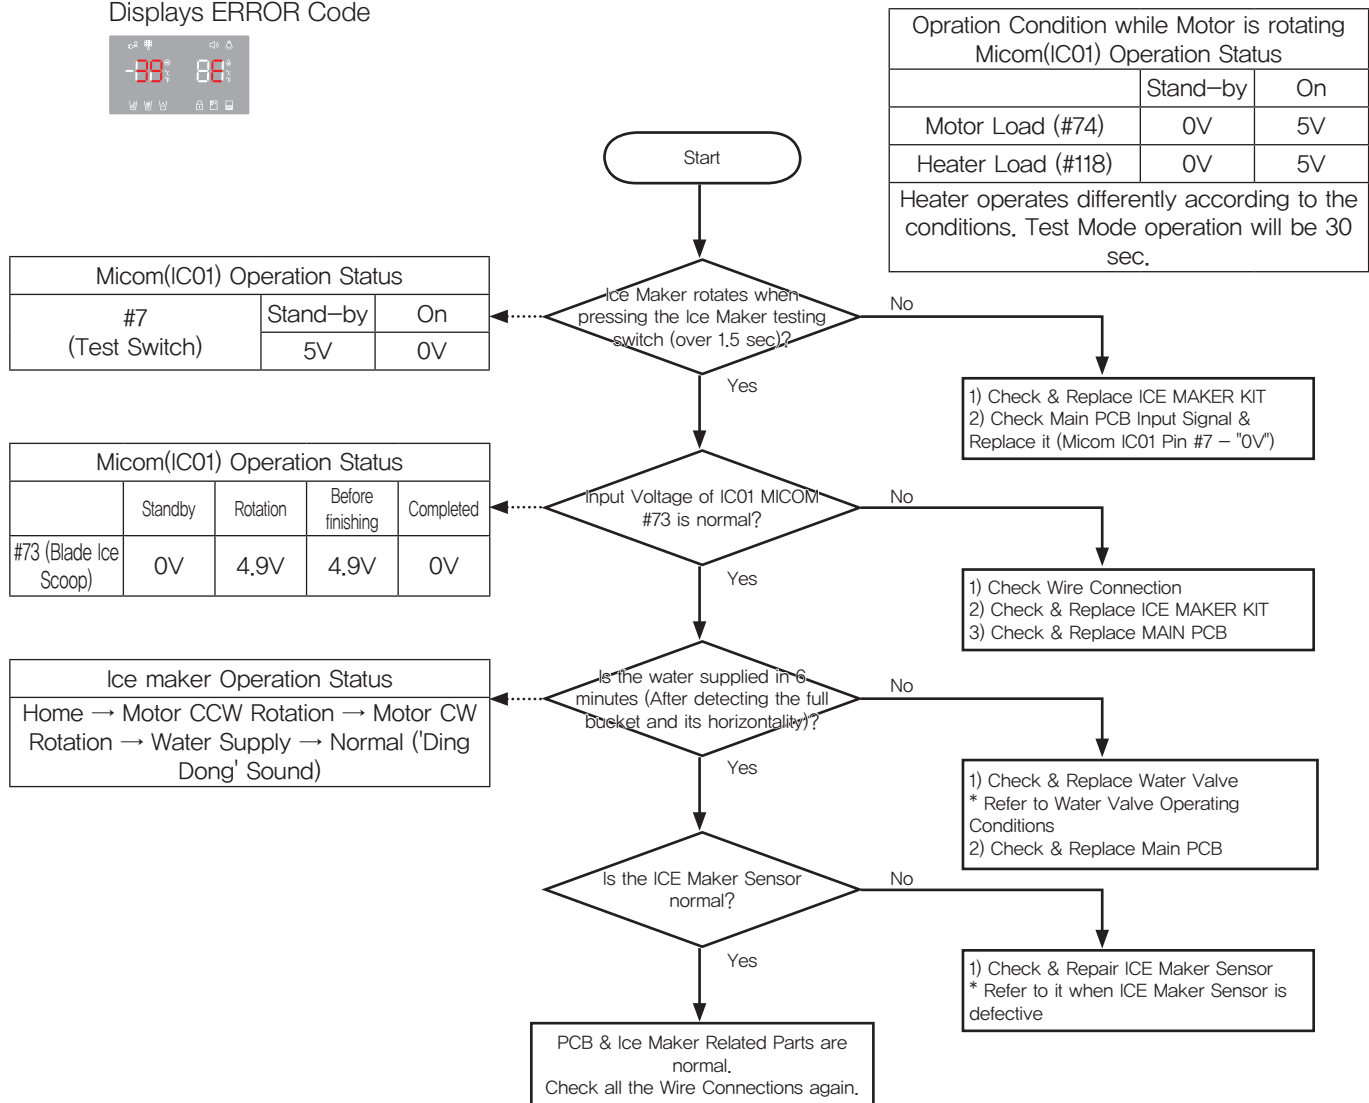 Displays ERROR Code
Opration Condition while Motor is rotating
Micom(IC01) Operation Status
Stand-by On
Motor Load (#74) 0V 5V
Heater Load (#118) 0V 5V
Heater operates differently according to the
conditions. Test Mode operation will be 30
sec.
Start
Micom(IC01) Operation Status
#7
(Test Switch)
Stand-by On
5V 0V
Ice Maker rotates when
pressing the Ice Maker testing
switch (over 1.5 sec)?
No
Yes
1) Check & Replace ICE MAKER KIT
2) Check Main PCB Input Signal &
Replace it (Micom IC01 Pin #7 - "0V")
Micom(IC01) Operation Status
Standby Rotation Before
finishing Completed
#73 (Blade Ice
Scoop) 0V 4.9V 4.9V 0V
Input Voltage of IC01 MICOM
#73 is normal?
No
Yes
1) Check Wire Connection
2) Check & Replace ICE MAKER KIT
3) Check & Replace MAIN PCB
Ice maker Operation Status
Home → Motor CCW Rotation → Motor CW
Rotation → Water Supply → Normal ('Ding
Dong' Sound)
Is the water supplied in 6
minutes (After detecting the full
bucket and its horizontality)?
No
Yes
1) Check & Replace Water Valve
* Refer to Water Valve Operating
Conditions
2) Check & Replace Main PCB
Is the ICE Maker Sensor
normal?
No
Yes
1) Check & Repair ICE Maker Sensor
* Refer to it when ICE Maker Sensor is
defective
PCB & Ice Maker Related Parts are
normal.
Check all the Wire Connections again.